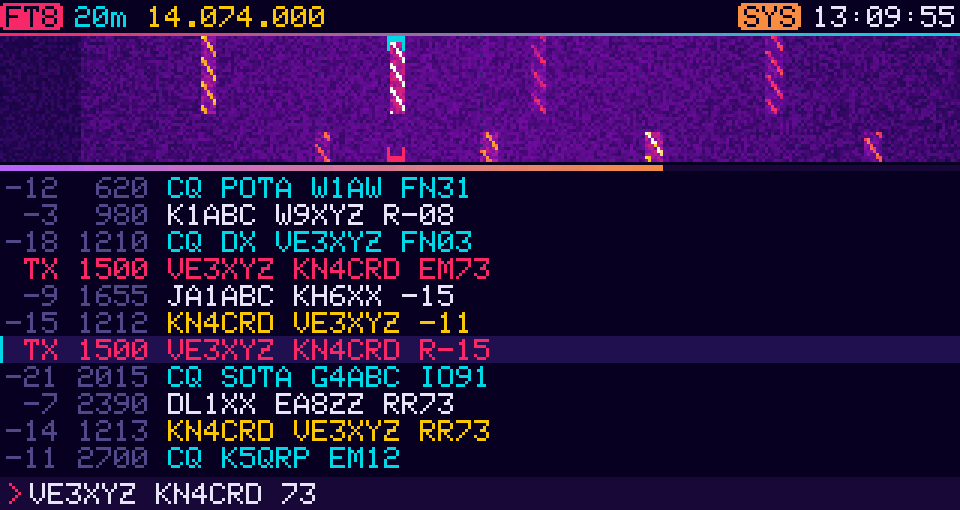 FT8 20m 14.074.000 SYS 13:09:55
-12 620 CQ POTA W1AW FN31
-3 980 K1ABC W9XYZ R-08
-18 1210 CQ DX VE3XYZ FN03
TX 1500 VE3XYZ KN4CRD EM73
-9 1655 JA1ABC KH6XX -15
-15 1212 KN4CRD VE3XYZ -11
TX 1500 VE3XYZ KN4CRD R-15
-21 2015 CQ SOTA G4ABC IO91
-7 2390 DL1XX EA8ZZ RR73
-14 1213 KN4CRD VE3XYZ RR73
-11 2700 CQ K5QRP EM12
>VE3XYZ KN4CRD 73